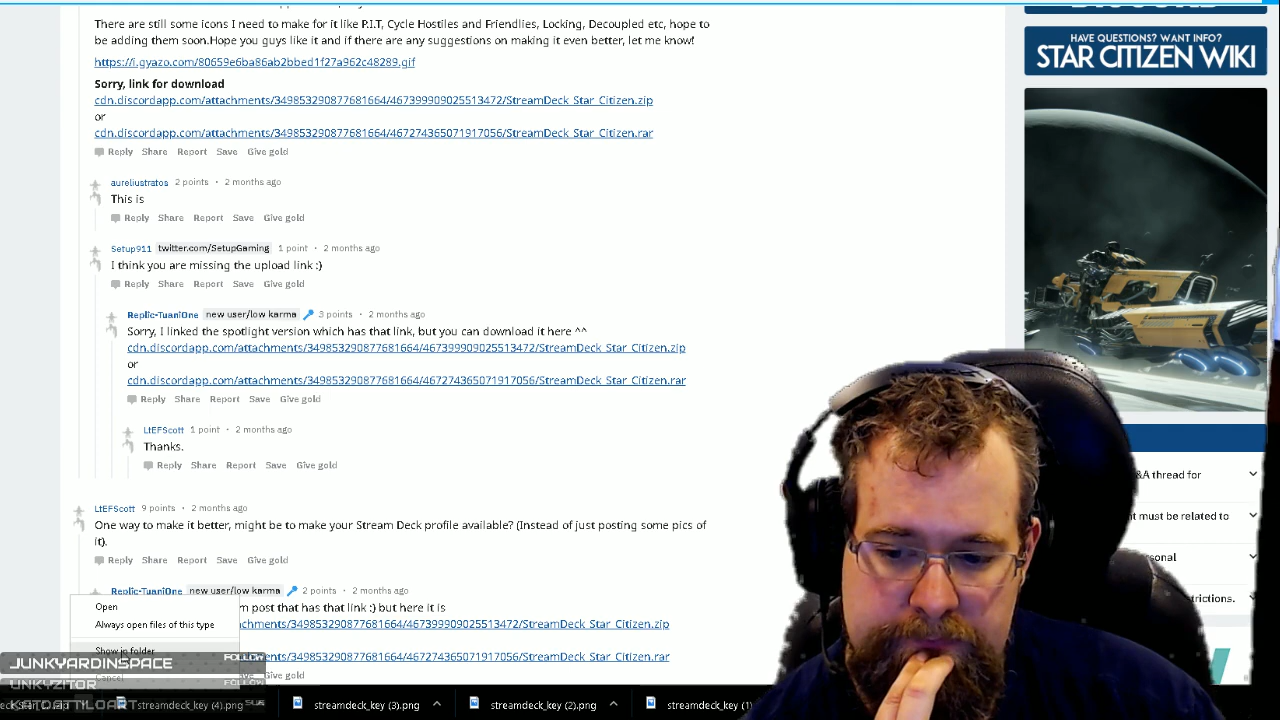 There are still some icons I need to make for it like P.I.T, Cycle Hostiles and Friendlies, Locking, Decoupled etc, hope to
be adding them soon.Hope you guys like it and if there are any suggestions on making it even better, let me know!
https://i.gyazo.com/80659e6ba86ab2bbed1f27a962c48289.gif
Sorry, link for download
cdn.discordapp.com/attachments/349853290877681664/467399909025513472/StreamDeck_Star_Citizen.zip
or
cdn.discordapp.com/attachments/349853290877681664/467274365071917056/StreamDeck_Star_Citizen.rar
Reply Share Report Save Give gold
aureliustratos 2 points · 2 months ago
This is
Reply Share Report Save Give gold
Setup911 twitter.com/SetupGaming 1 point · 2 months ago
I think you are missing the upload link :)
Reply Share Report Save Give gold
Replic-TuaniOne new user/low karma 3 points · 2 months ago
Sorry, I linked the spotlight version which has that link, but you can download it here ^^
cdn.discordapp.com/attachments/349853290877681664/467399909025513472/StreamDeck_Star_Citizen.zip
or
cdn.discordapp.com/attachments/349853290877681664/467274365071917056/StreamDeck_Star_Citizen.rar
Reply Share Report Save Give gold
LtEFScott 1 point · 2 months ago
Thanks.
Reply Share Report Save Give gold
LtEFScott 9 points · 2 months ago
One way to make it better, might be to make your Stream Deck profile available? (Instead of just posting some pics of
it).
Reply Share Report Save Give gold
Replic-TuaniOne new user/low karma 2 points · 2 months ago
m post that has that link :) but here it is
chments/349853290877681664/467399909025513472/StreamDeck_Star_Citizen.zip
ents/349853290877681664/467274365071917056/StreamDeck_Star_Citizen.rar
Give gold
Open
Always open files of this type
Show in folder
Cancel
JUNKYARDINSPACE FOLLOW
UNKYZITOR FOLLOW
SUB
streamdeck_key (4).png
streamdeck_key (3).png
streamdeck_key (2).png
streamdeck_key (1)
HAVE QUESTIONS? WANT INFO?
STAR CITIZEN WIKI
&A thread for
nt must be related to
rsonal
trictions.